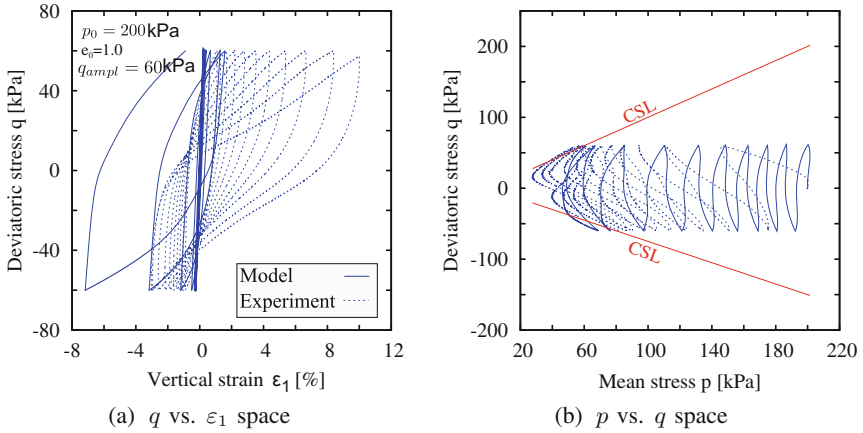 80
40
0
-40
-80
-8
-4
0
4
8
12
Deviatoric stress q [kPa]
Vertical strain ε₁ [%]
p₀ = 200kPa
e₀=1.0
q_ampl = 60kPa
Model
Experiment
(a) q vs. ε₁ space
200
100
0
-100
-200
20
60
100
140
180
220
Deviatoric stress q [kPa]
Mean stress p [kPa]
CSL
CSL
(b) p vs. q space